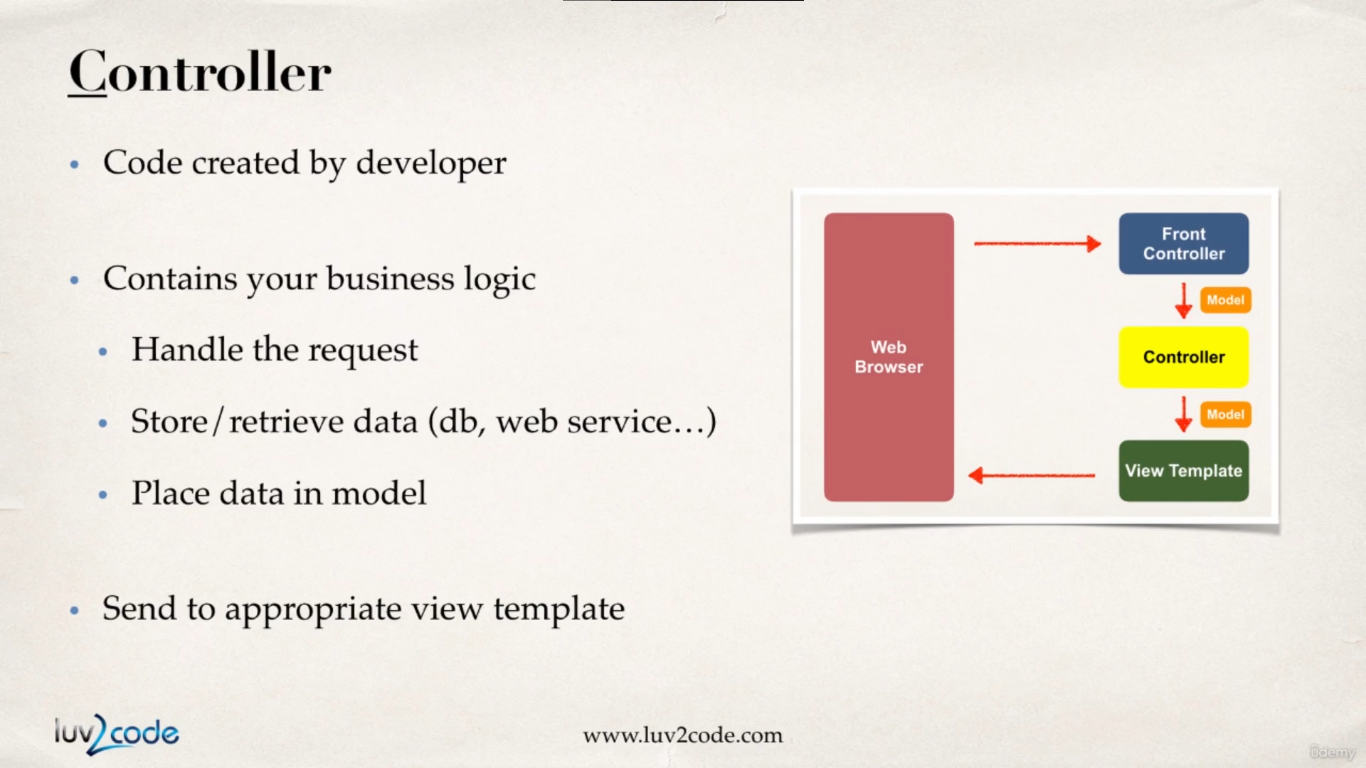 Controller
• Code created by developer
• Contains your business logic
• Handle the request
• Store/retrieve data (db, web service…)
• Place data in model
• Send to appropriate view template
Web
Browser
Front
Controller
Model
Controller
Model
View Template
luv2code
www.luv2code.com
ûdemy